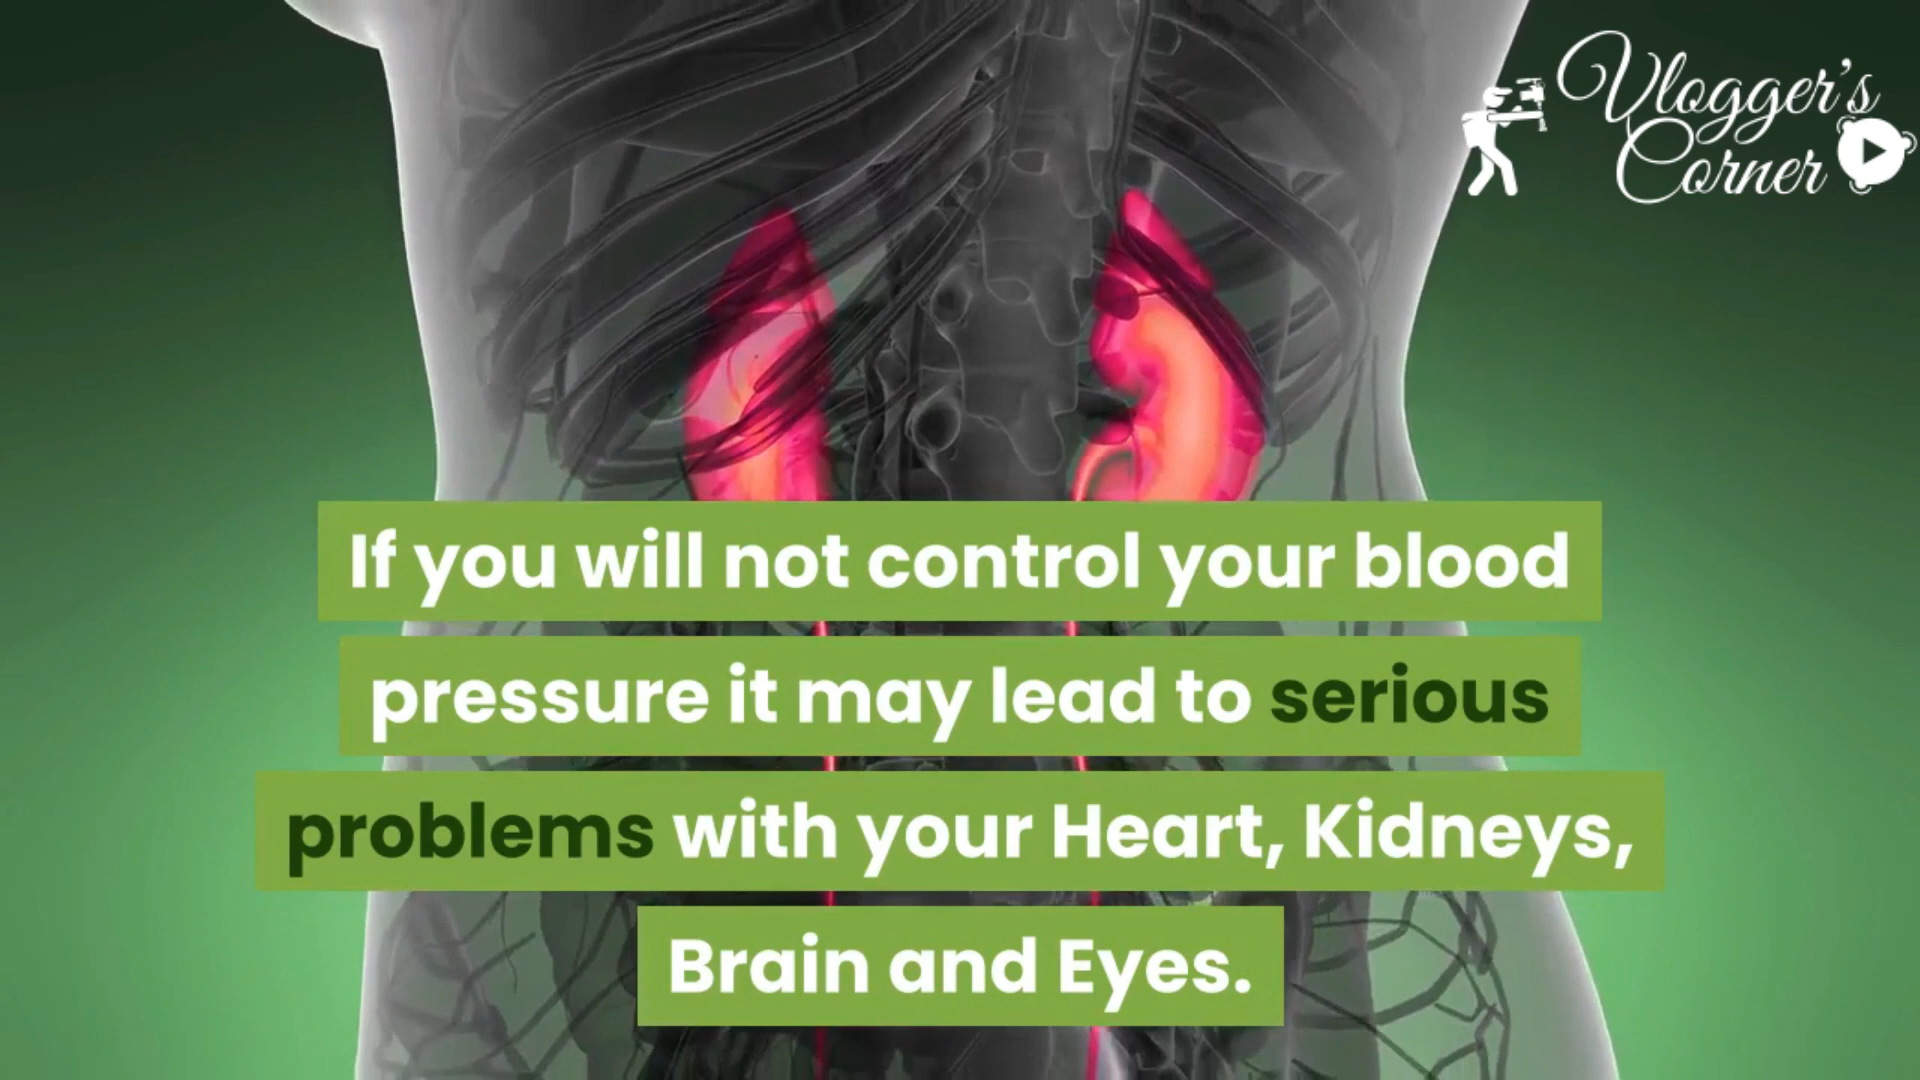 Vlogger's
Corner
If you will not control your blood
pressure it may lead to serious
problems with your Heart, Kidneys,
Brain and Eyes.